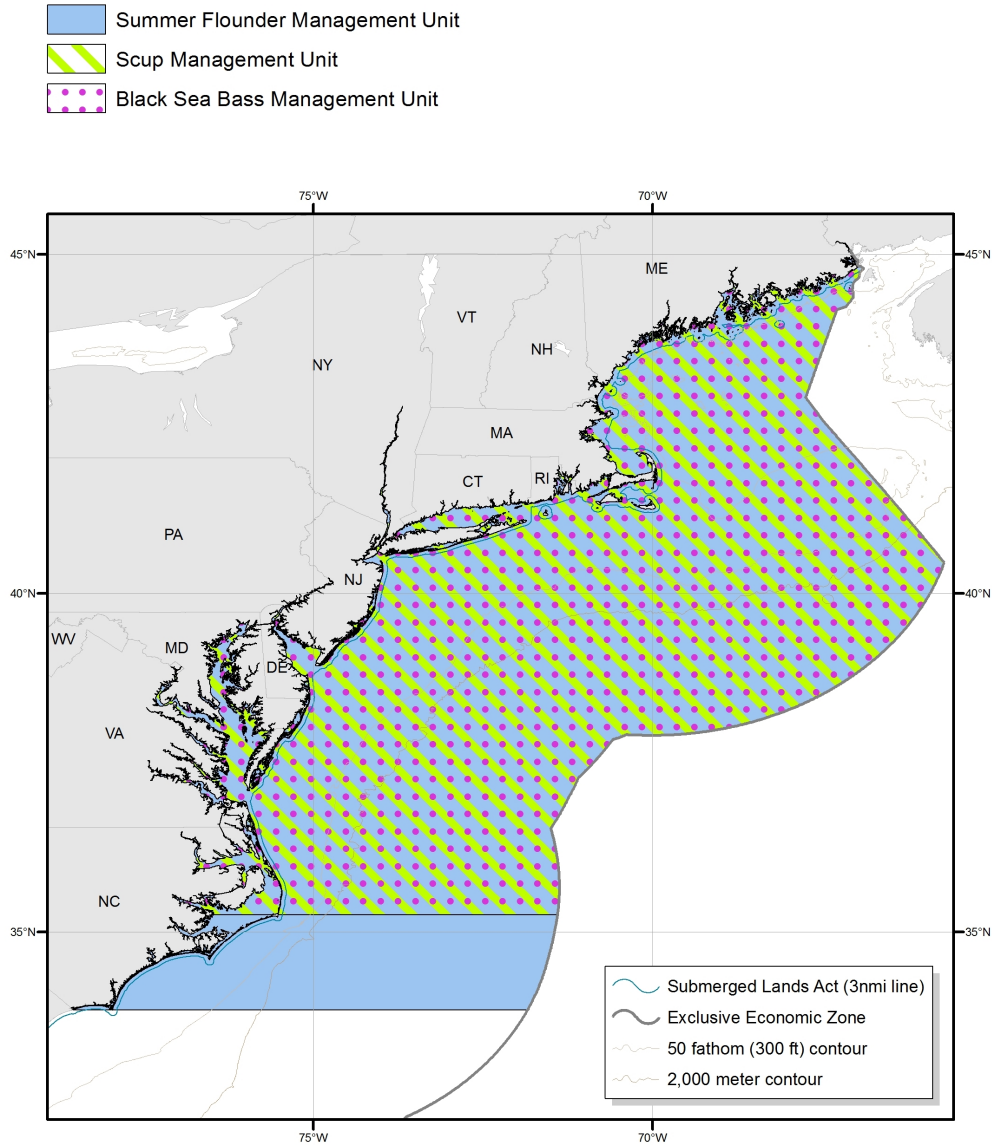 Summer Flounder Management Unit
Scup Management Unit
Black Sea Bass Management Unit
75°W 70°W
45°N 45°N
ME
VT
NH
NY
MA
CT RI
PA
NJ
40°N 40°N
WV
MD
DE
VA
NC
35°N 35°N
Submerged Lands Act (3nmi line)
Exclusive Economic Zone
50 fathom (300 ft) contour
2,000 meter contour
75°W 70°W